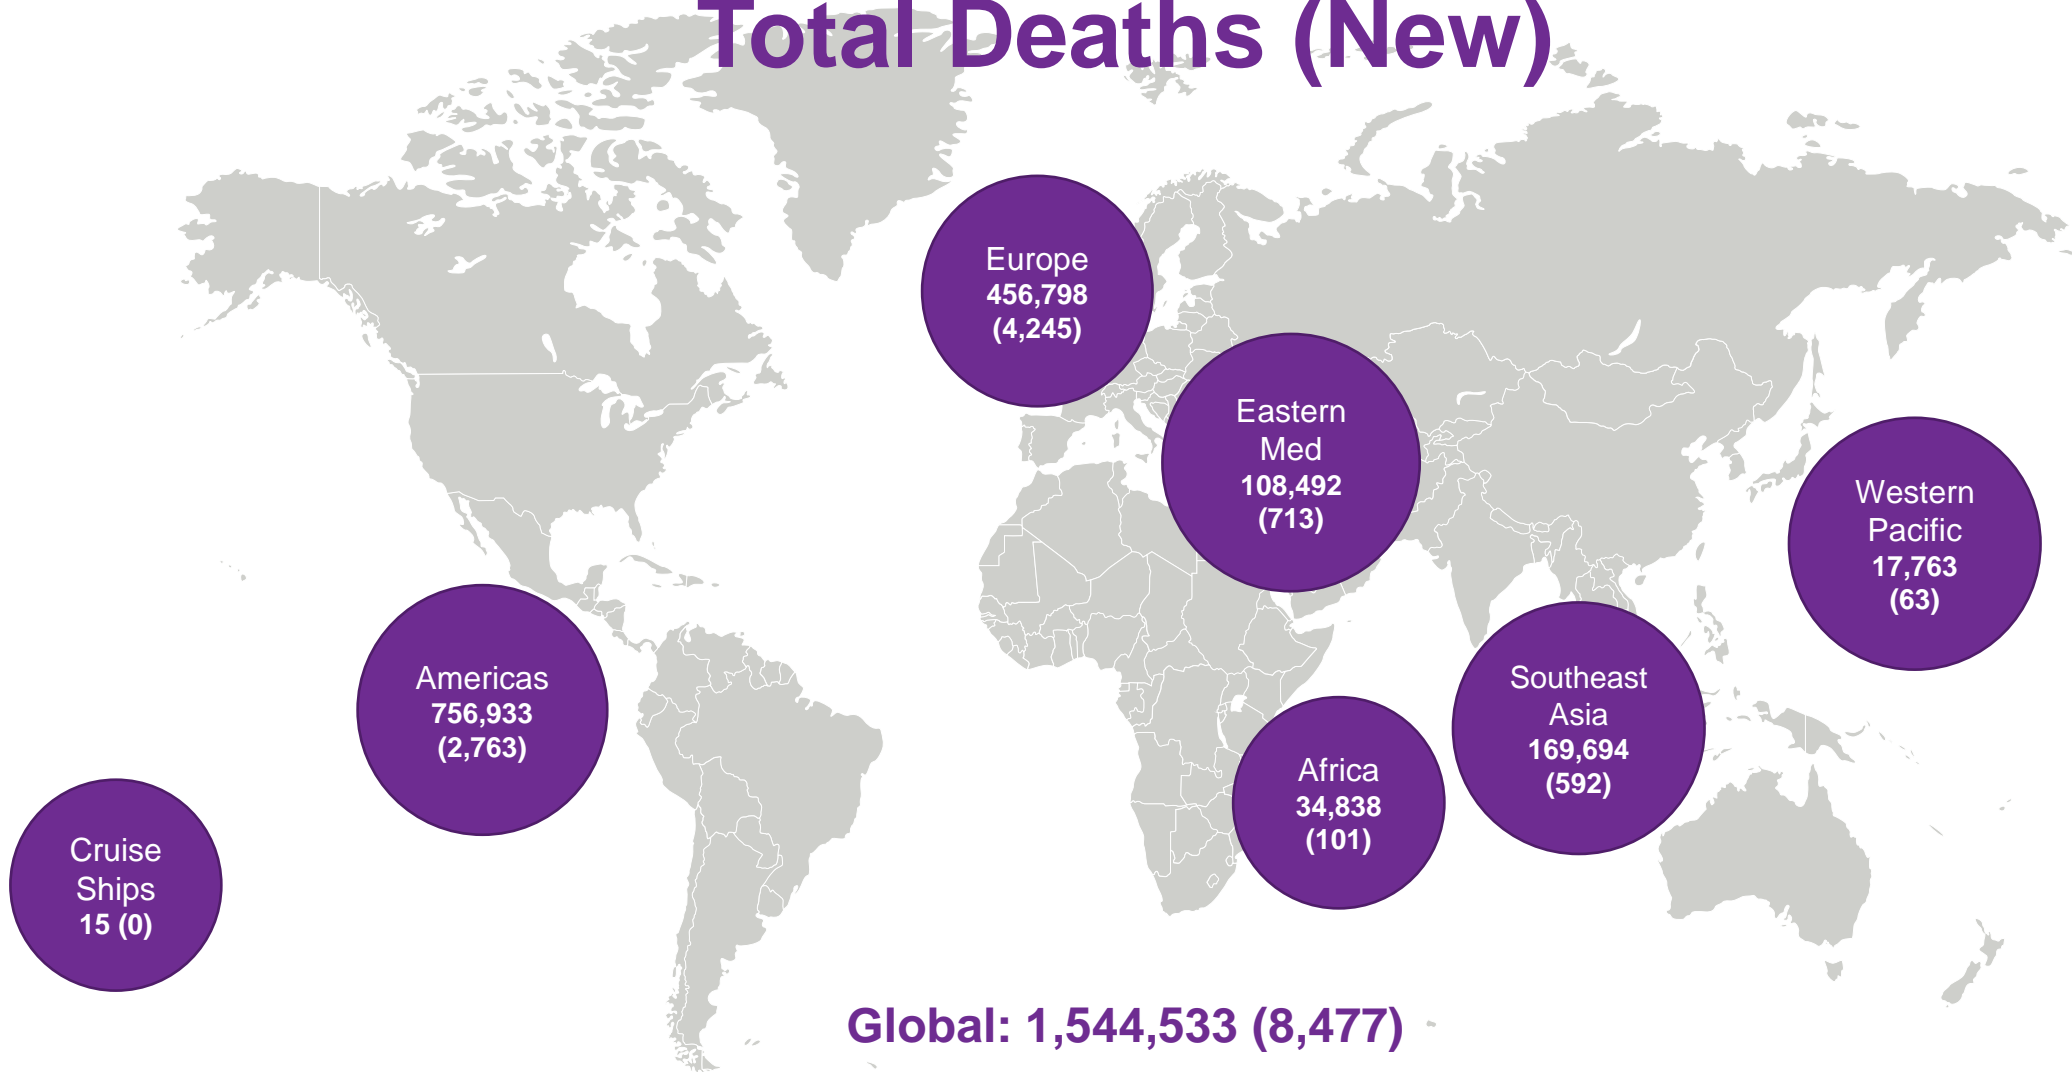 Total Deaths (New)
Europe
456,798
(4,245)
Eastern
Med
108,492
(713)
Western
Pacific
17,763
(63)
Americas
756,933
(2,763)
Southeast
Asia
169,694
(592)
Africa
34,838
(101)
Cruise
Ships
15 (0)
Global: 1,544,533 (8,477)